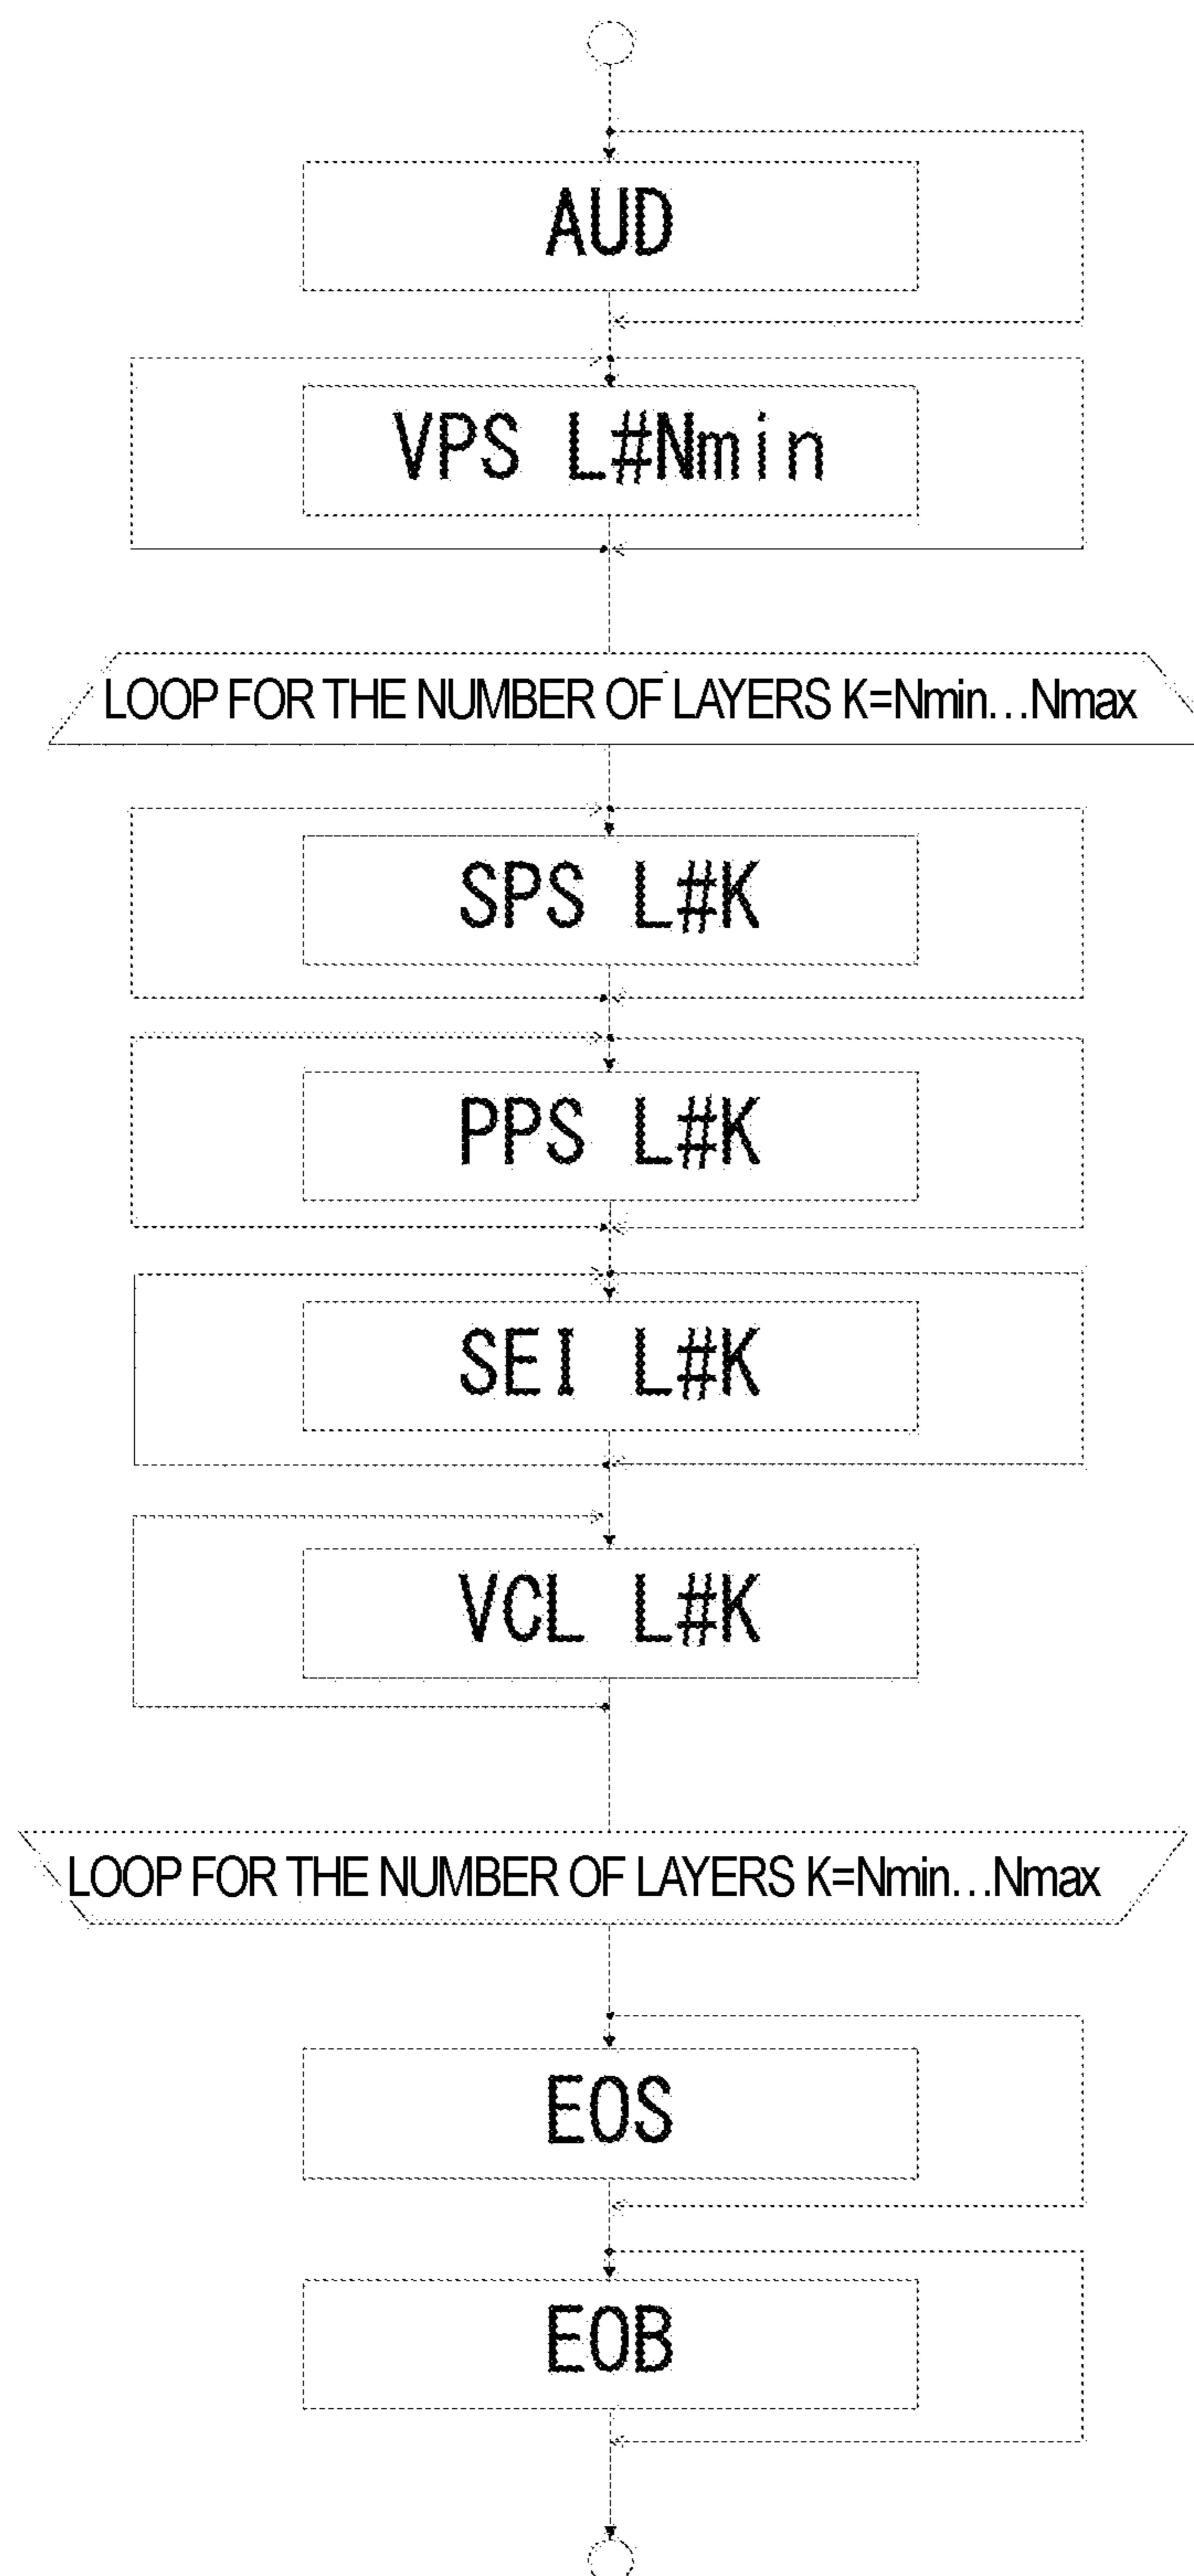 AUD
VPS L#Nmin
LOOP FOR THE NUMBER OF LAYERS K=Nmin...Nmax
SPS L#K
PPS L#K
SEI L#K
VCL L#K
LOOP FOR THE NUMBER OF LAYERS K=Nmin...Nmax
EOS
EOB